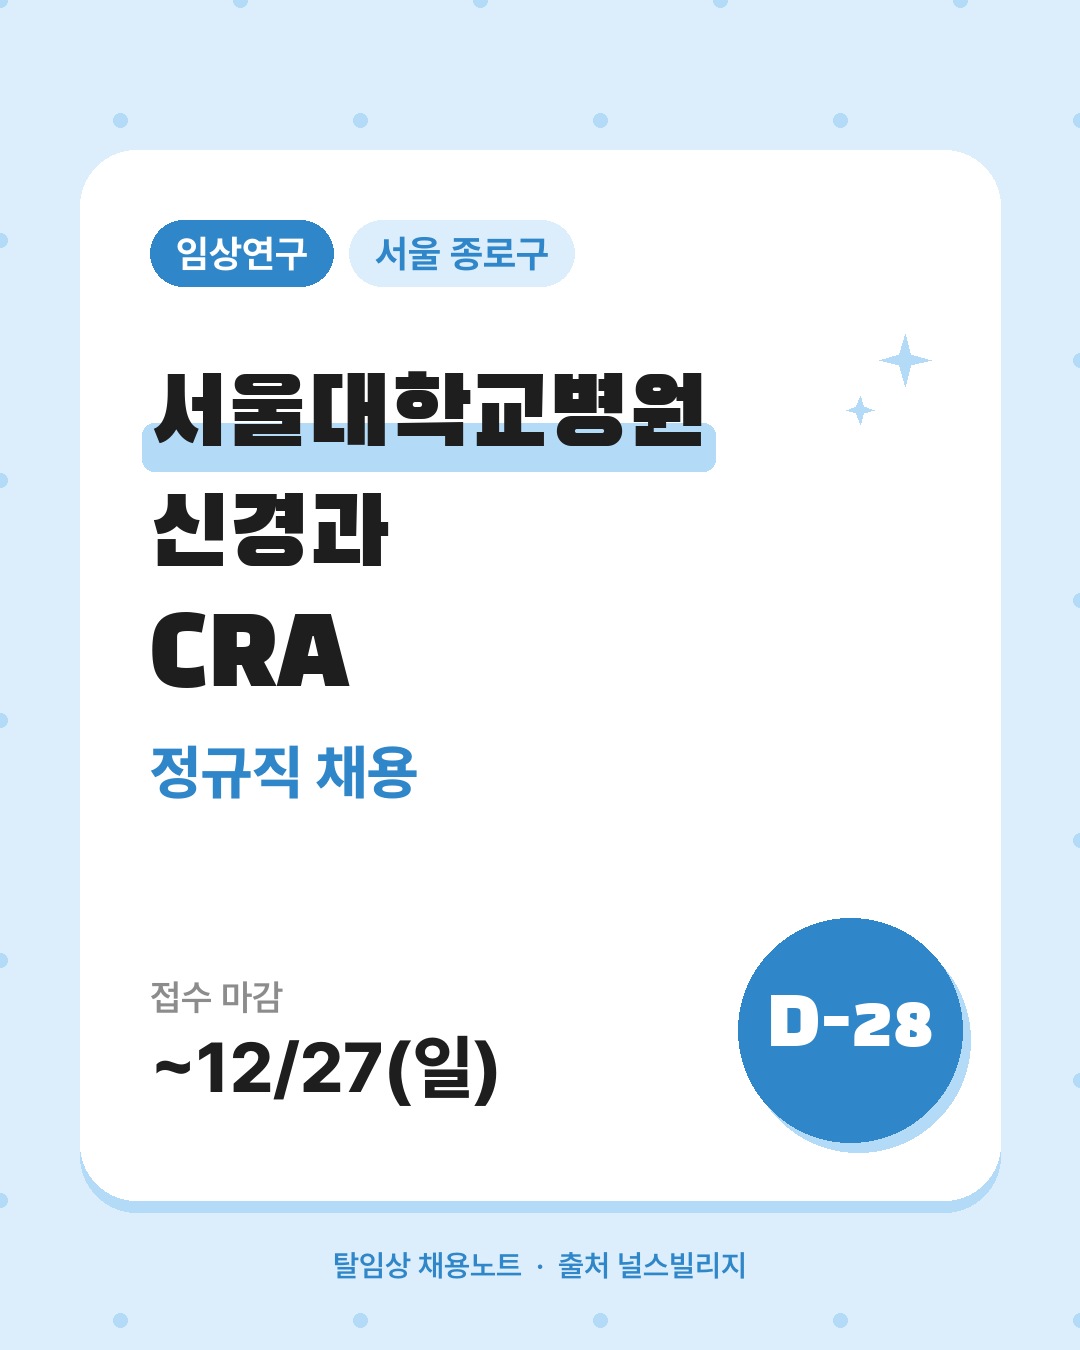 임상연구 서울 종로구
서울대학교병원
신경과
CRA
정규직 채용
접수 마감
~12/27(일)
D-28
탈임상 채용노트 · 출처 널스빌리지